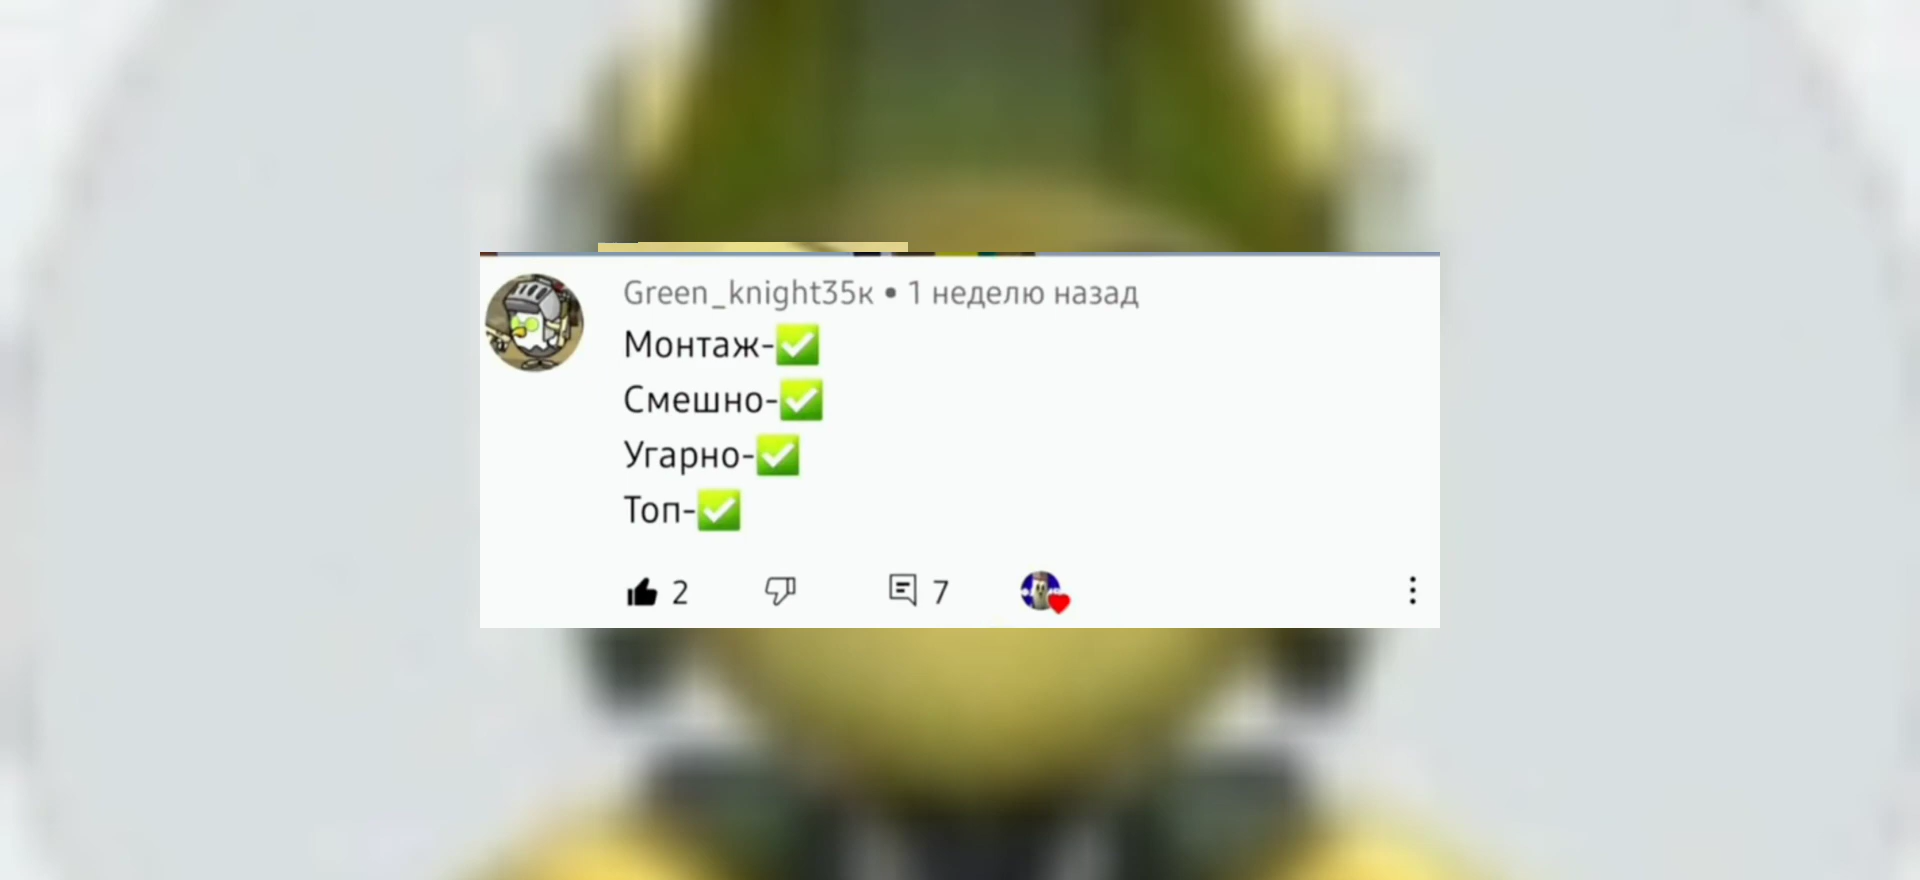 Green_knight35к • 1 неделю назад
Монтаж-✅
Смешно-✅
Угарно-✅
Топ-✅
2 7